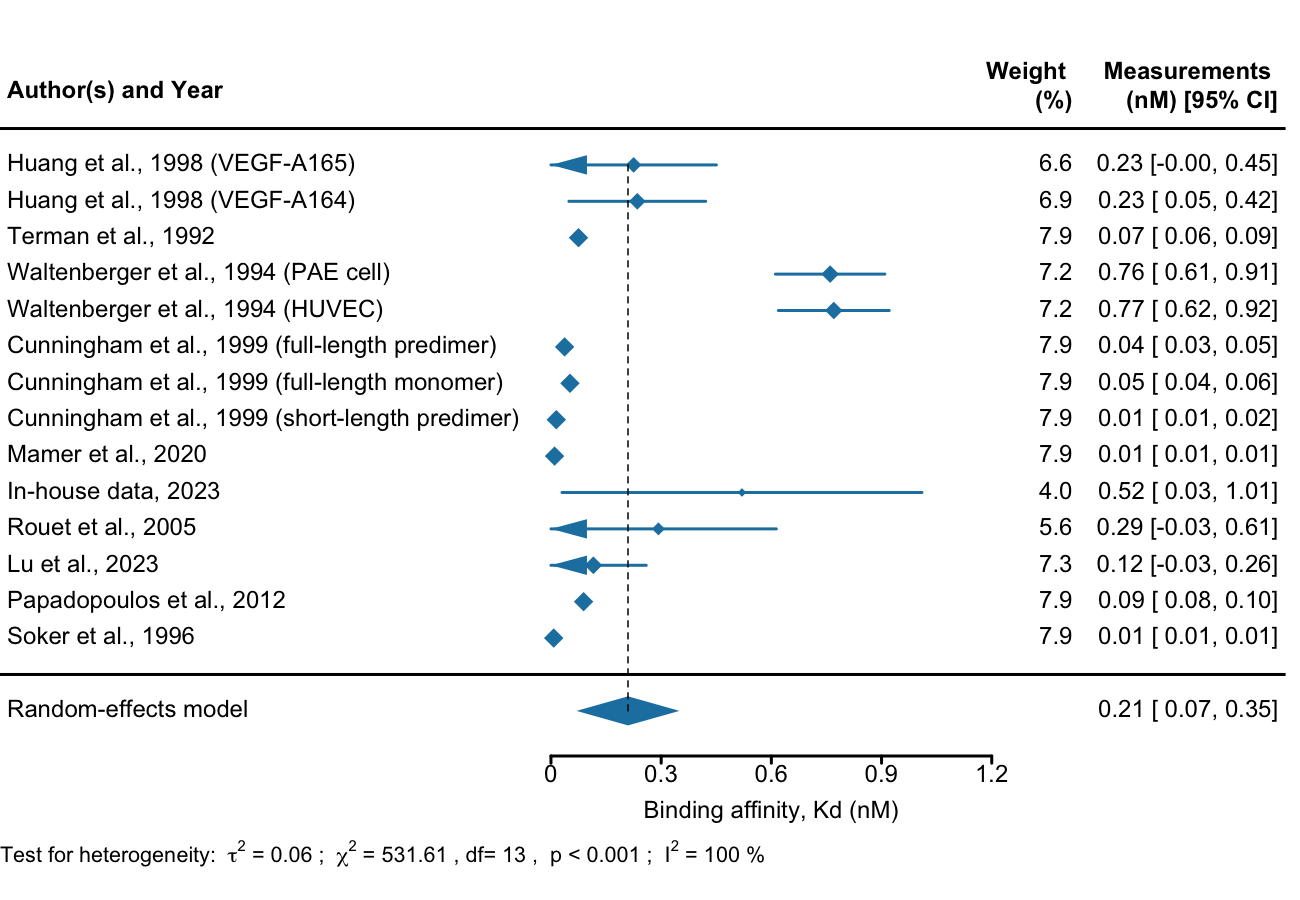 Weight Measurements
Author(s) and Year (%) (nM) [95% CI]
Huang et al., 1998 (VEGF-A165) 6.6 0.23 [-0.00, 0.45]
Huang et al., 1998 (VEGF-A164) 6.9 0.23 [ 0.05, 0.42]
Terman et al., 1992 7.9 0.07 [ 0.06, 0.09]
Waltenberger et al., 1994 (PAE cell) 7.2 0.76 [ 0.61, 0.91]
Waltenberger et al., 1994 (HUVEC) 7.2 0.77 [ 0.62, 0.92]
Cunningham et al., 1999 (full-length predimer) 7.9 0.04 [ 0.03, 0.05]
Cunningham et al., 1999 (full-length monomer) 7.9 0.05 [ 0.04, 0.06]
Cunningham et al., 1999 (short-length predimer) 7.9 0.01 [ 0.01, 0.02]
Mamer et al., 2020 7.9 0.01 [ 0.01, 0.01]
In-house data, 2023 4.0 0.52 [ 0.03, 1.01]
Rouet et al., 2005 5.6 0.29 [-0.03, 0.61]
Lu et al., 2023 7.3 0.12 [-0.03, 0.26]
Papadopoulos et al., 2012 7.9 0.09 [ 0.08, 0.10]
Soker et al., 1996 7.9 0.01 [ 0.01, 0.01]
Random-effects model 0.21 [ 0.07, 0.35]
0 0.3 0.6 0.9 1.2
Binding affinity, Kd (nM)
Test for heterogeneity: τ² = 0.06 ; χ² = 531.61 , df= 13 , p < 0.001 ; I² = 100 %